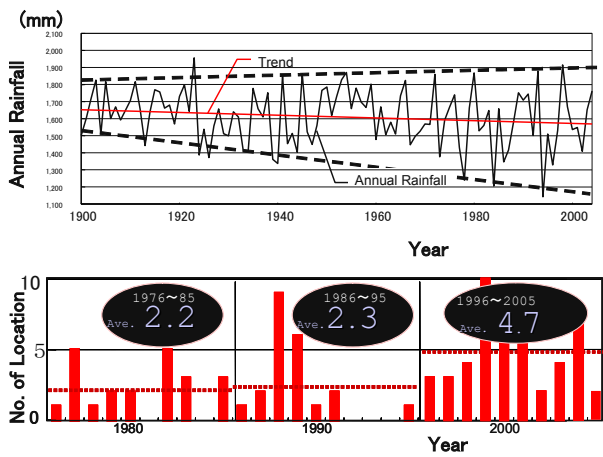 (mm)
Annual Rainfall
2,100
2,000
1,900
1,800
1,700
1,600
1,500
1,400
1,300
1,200
1,100
Trend
Annual Rainfall
1900
1920
1940
1960
1980
2000
Year
No. of Location
10
5
0
1976~85
Ave. 2.2
1986~95
Ave. 2.3
1996~2005
Ave. 4.7
1980
1990
2000
Year